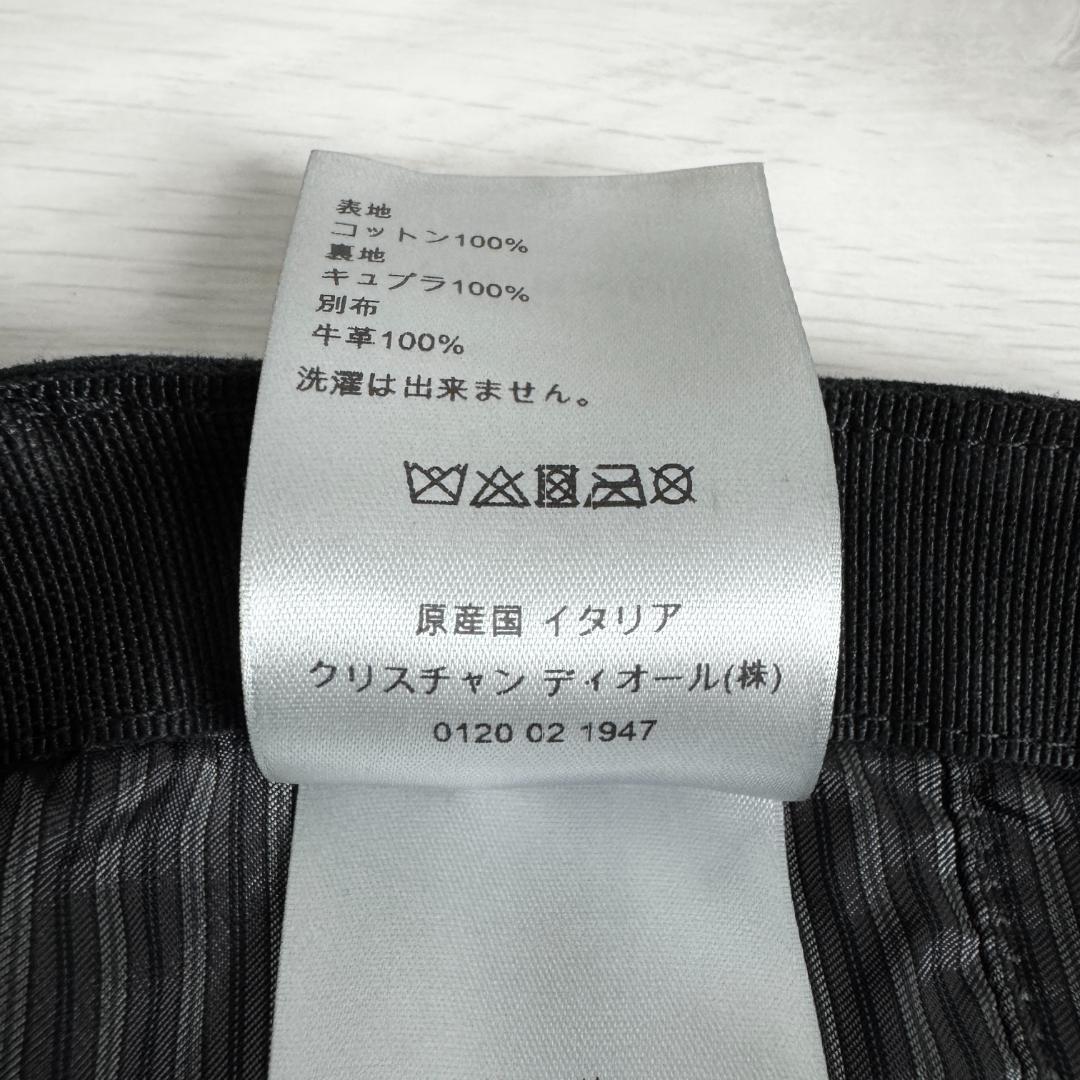 表地
コットン100%
裏地
キュプラ100%
別布
牛革100%
洗濯は出来ません。
原産国 イタリア
クリスチャン ディオール(株)
0120 02 1947